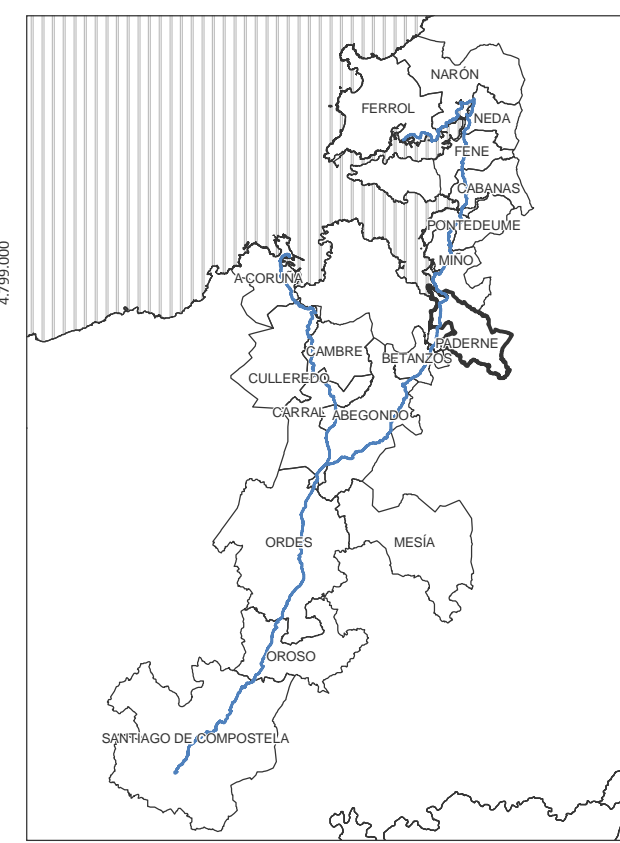 NARÓN
FERROL
NEDA
FENE
CABANAS
PONTEDEUME
4.799.000
MIÑO
A CORUÑA
PADERNE
CAMBRE
BETANZOS
CULLEREDO
CARRAL
ABEGONDO
ORDES
MESÍA
OROSO
SANTIAGO DE COMPOSTELA